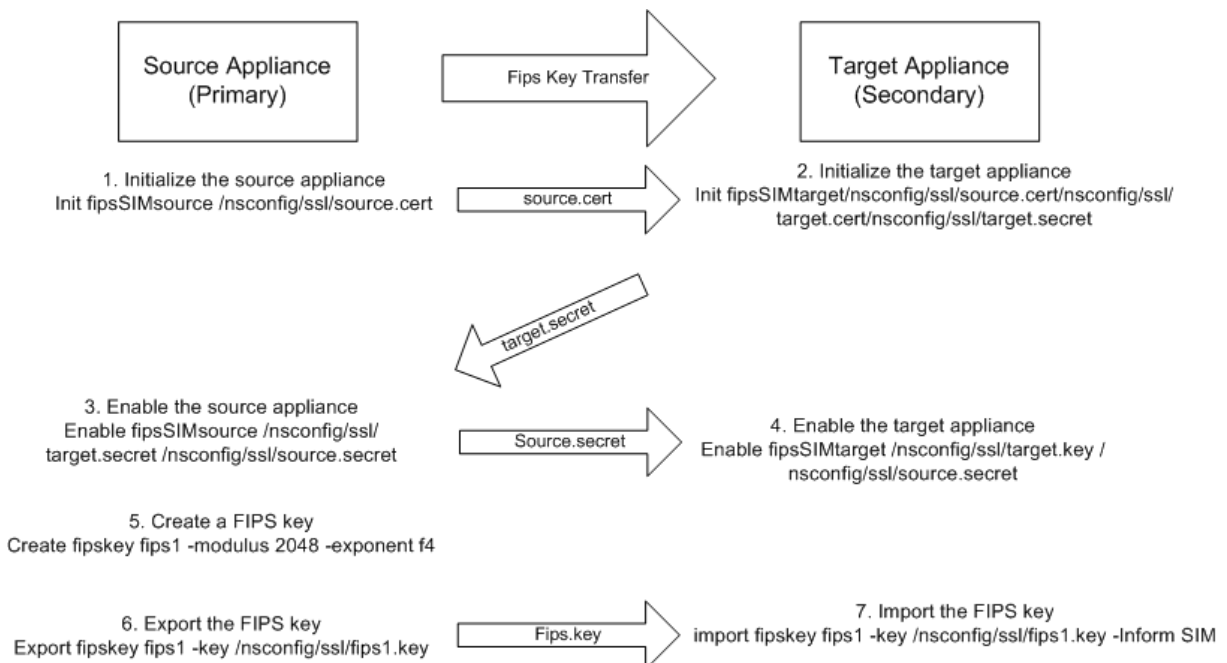 Source Appliance
(Primary)
Fips Key Transfer
Target Appliance
(Secondary)
1. Initialize the source appliance
Init fipsSIMsource /nsconfig/ssl/source.cert
source.cert
2. Initialize the target appliance
Init fipsSIMtarget/nsconfig/ssl/source.cert/nsconfig/ssl/
target.cert/nsconfig/ssl/target.secret
target.secret
3. Enable the source appliance
Enable fipsSIMsource /nsconfig/ssl/
target.secret /nsconfig/ssl/source.secret
Source.secret
4. Enable the target appliance
Enable fipsSIMtarget /nsconfig/ssl/target.key /
nsconfig/ssl/source.secret
5. Create a FIPS key
Create fipskey fips1 -modulus 2048 -exponent f4
6. Export the FIPS key
Export fipskey fips1 -key /nsconfig/ssl/fips1.key
Fips.key
7. Import the FIPS key
import fipskey fips1 -key /nsconfig/ssl/fips1.key -Inform SIM